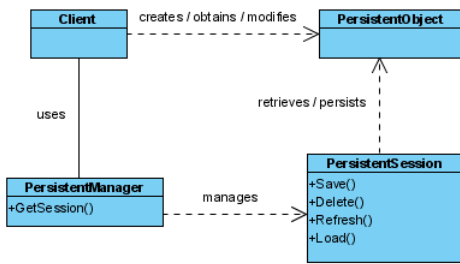 Client
creates / obtains / modifies
PersistentObject
retrieves / persists
uses
PersistentManager
+GetSession()
manages
PersistentSession
+Save()
+Delete()
+Refresh()
+Load()